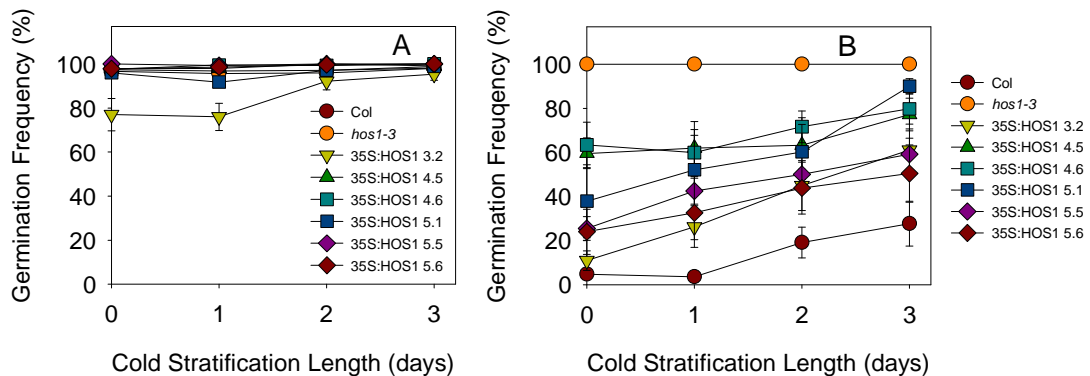 A
Germination Frequency (%)
100
80
60
40
20
0
Col
hos1-3
35S:HOS1 3.2
35S:HOS1 4.5
35S:HOS1 4.6
35S:HOS1 5.1
35S:HOS1 5.5
35S:HOS1 5.6
0 1 2 3
Cold Stratification Length (days)
B
Germination Freuqency (%)
100
80
60
40
20
0
0 1 2 3
Cold Stratification Length (days)
Col
hos1-3
35S:HOS1 3.2
35S:HOS1 4.5
35S:HOS1 4.6
35S:HOS1 5.1
35S:HOS1 5.5
35S:HOS1 5.6